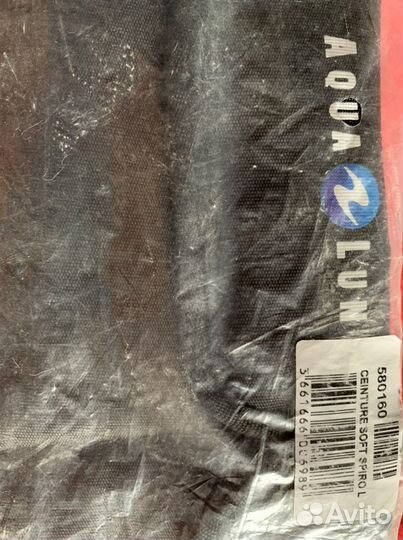 AQUA LUN
580160
CEINTURE SOFT SPIRO L
Avito